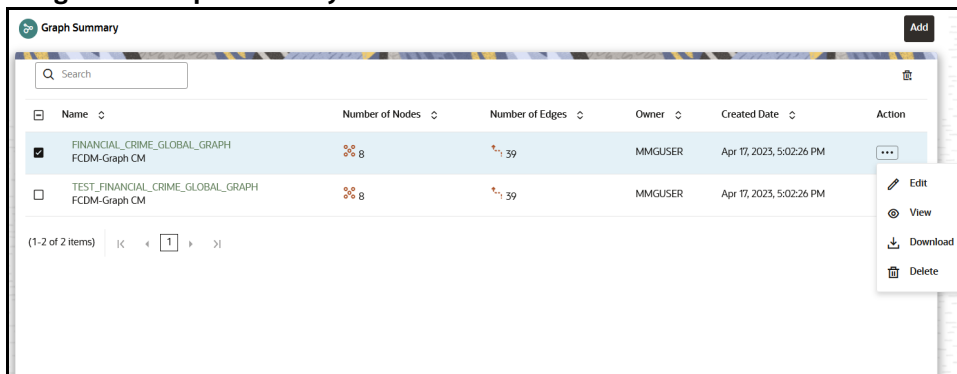 Graph Summary
Add
Search
Name
Number of Nodes
Number of Edges
Owner
Created Date
Action
FINANCIAL_CRIME_GLOBAL_GRAPH
FCDM-Graph CM
8
39
MMGUSER
Apr 17, 2023, 5:02:26 PM
...
Edit
View
Download
Delete
TEST_FINANCIAL_CRIME_GLOBAL_GRAPH
FCDM-Graph CM
8
39
MMGUSER
Apr 17, 2023, 5:02:26 PM
(1-2 of 2 items)
1